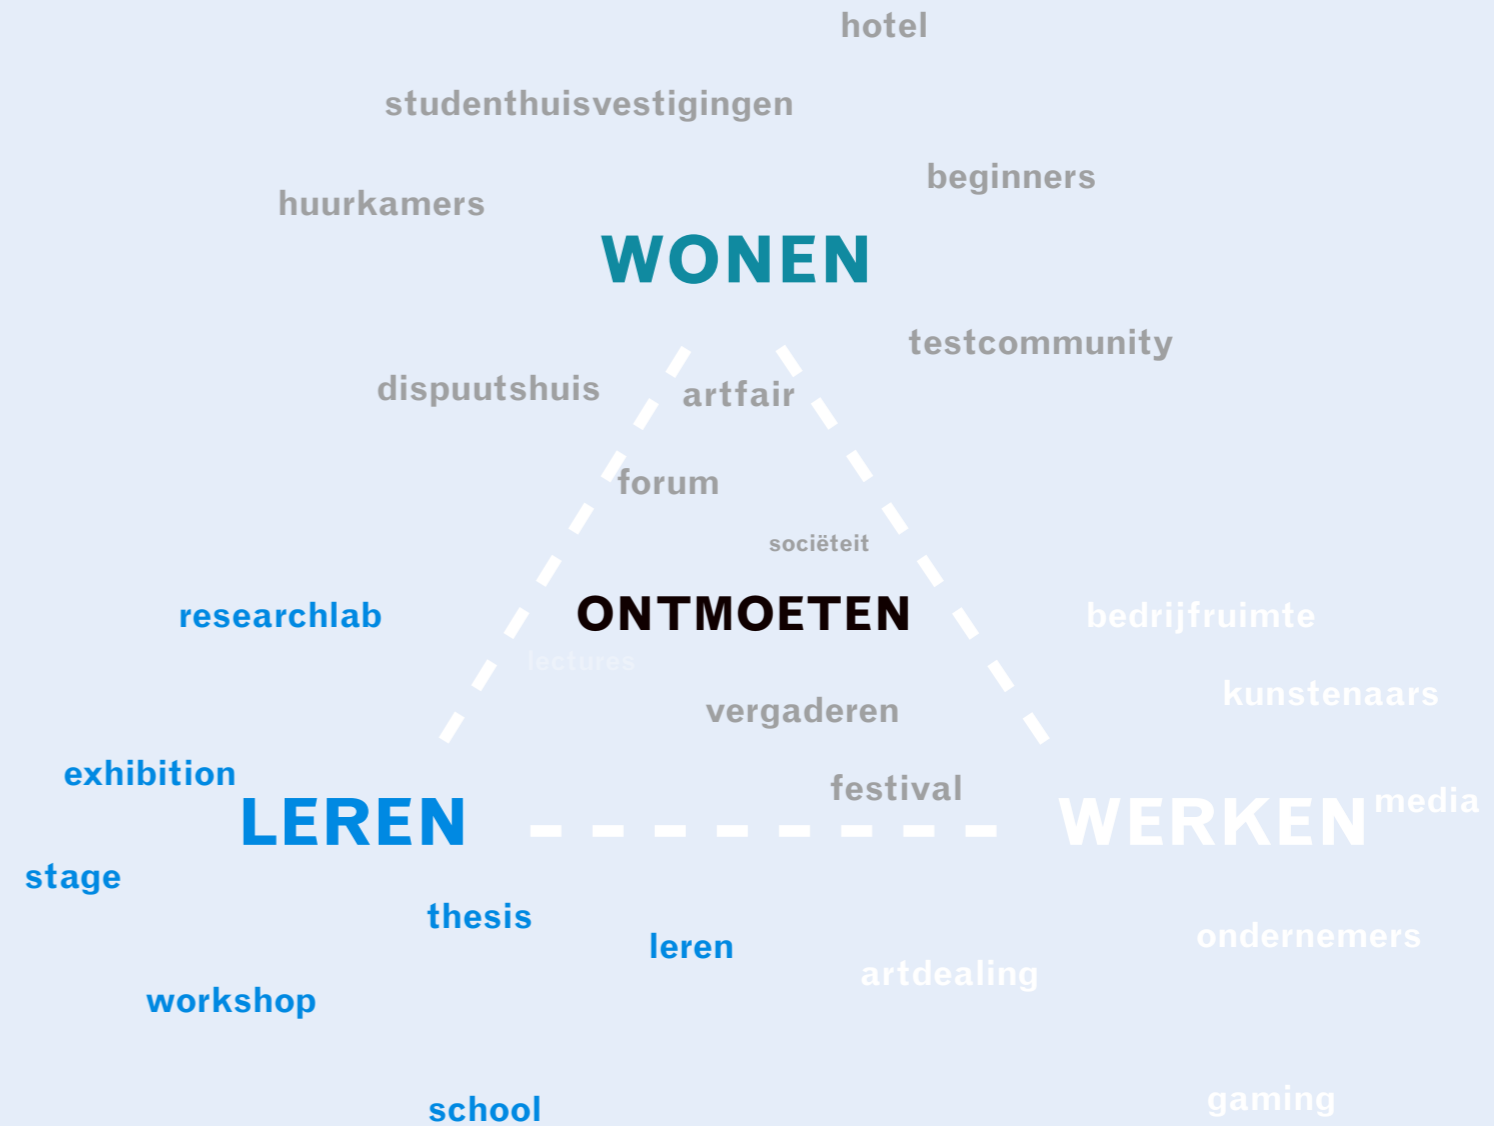 hotel
studenthuisvestigingen
beginners
huurkamers
WONEN
testcommunity
dispuutshuis
artfair
forum
sociëteit
ONTMOETEN
researchlab
bedrijfruimte
lectures
kunstenaars
vergaderen
exhibition
festival
media
LEREN
WERKEN
stage
thesis
ondernemers
leren
artdealing
workshop
gaming
school